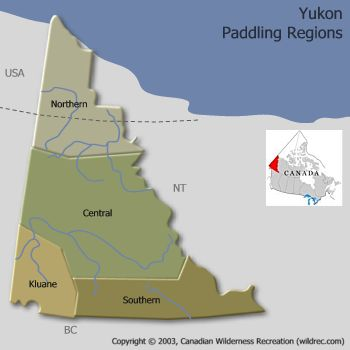 Yukon
Paddling Regions
USA
Northern
CANADA
NT
Central
Kluane
Southern
BC
Copyright © 2003, Canadian Wilderness Recreation (wildrec.com)